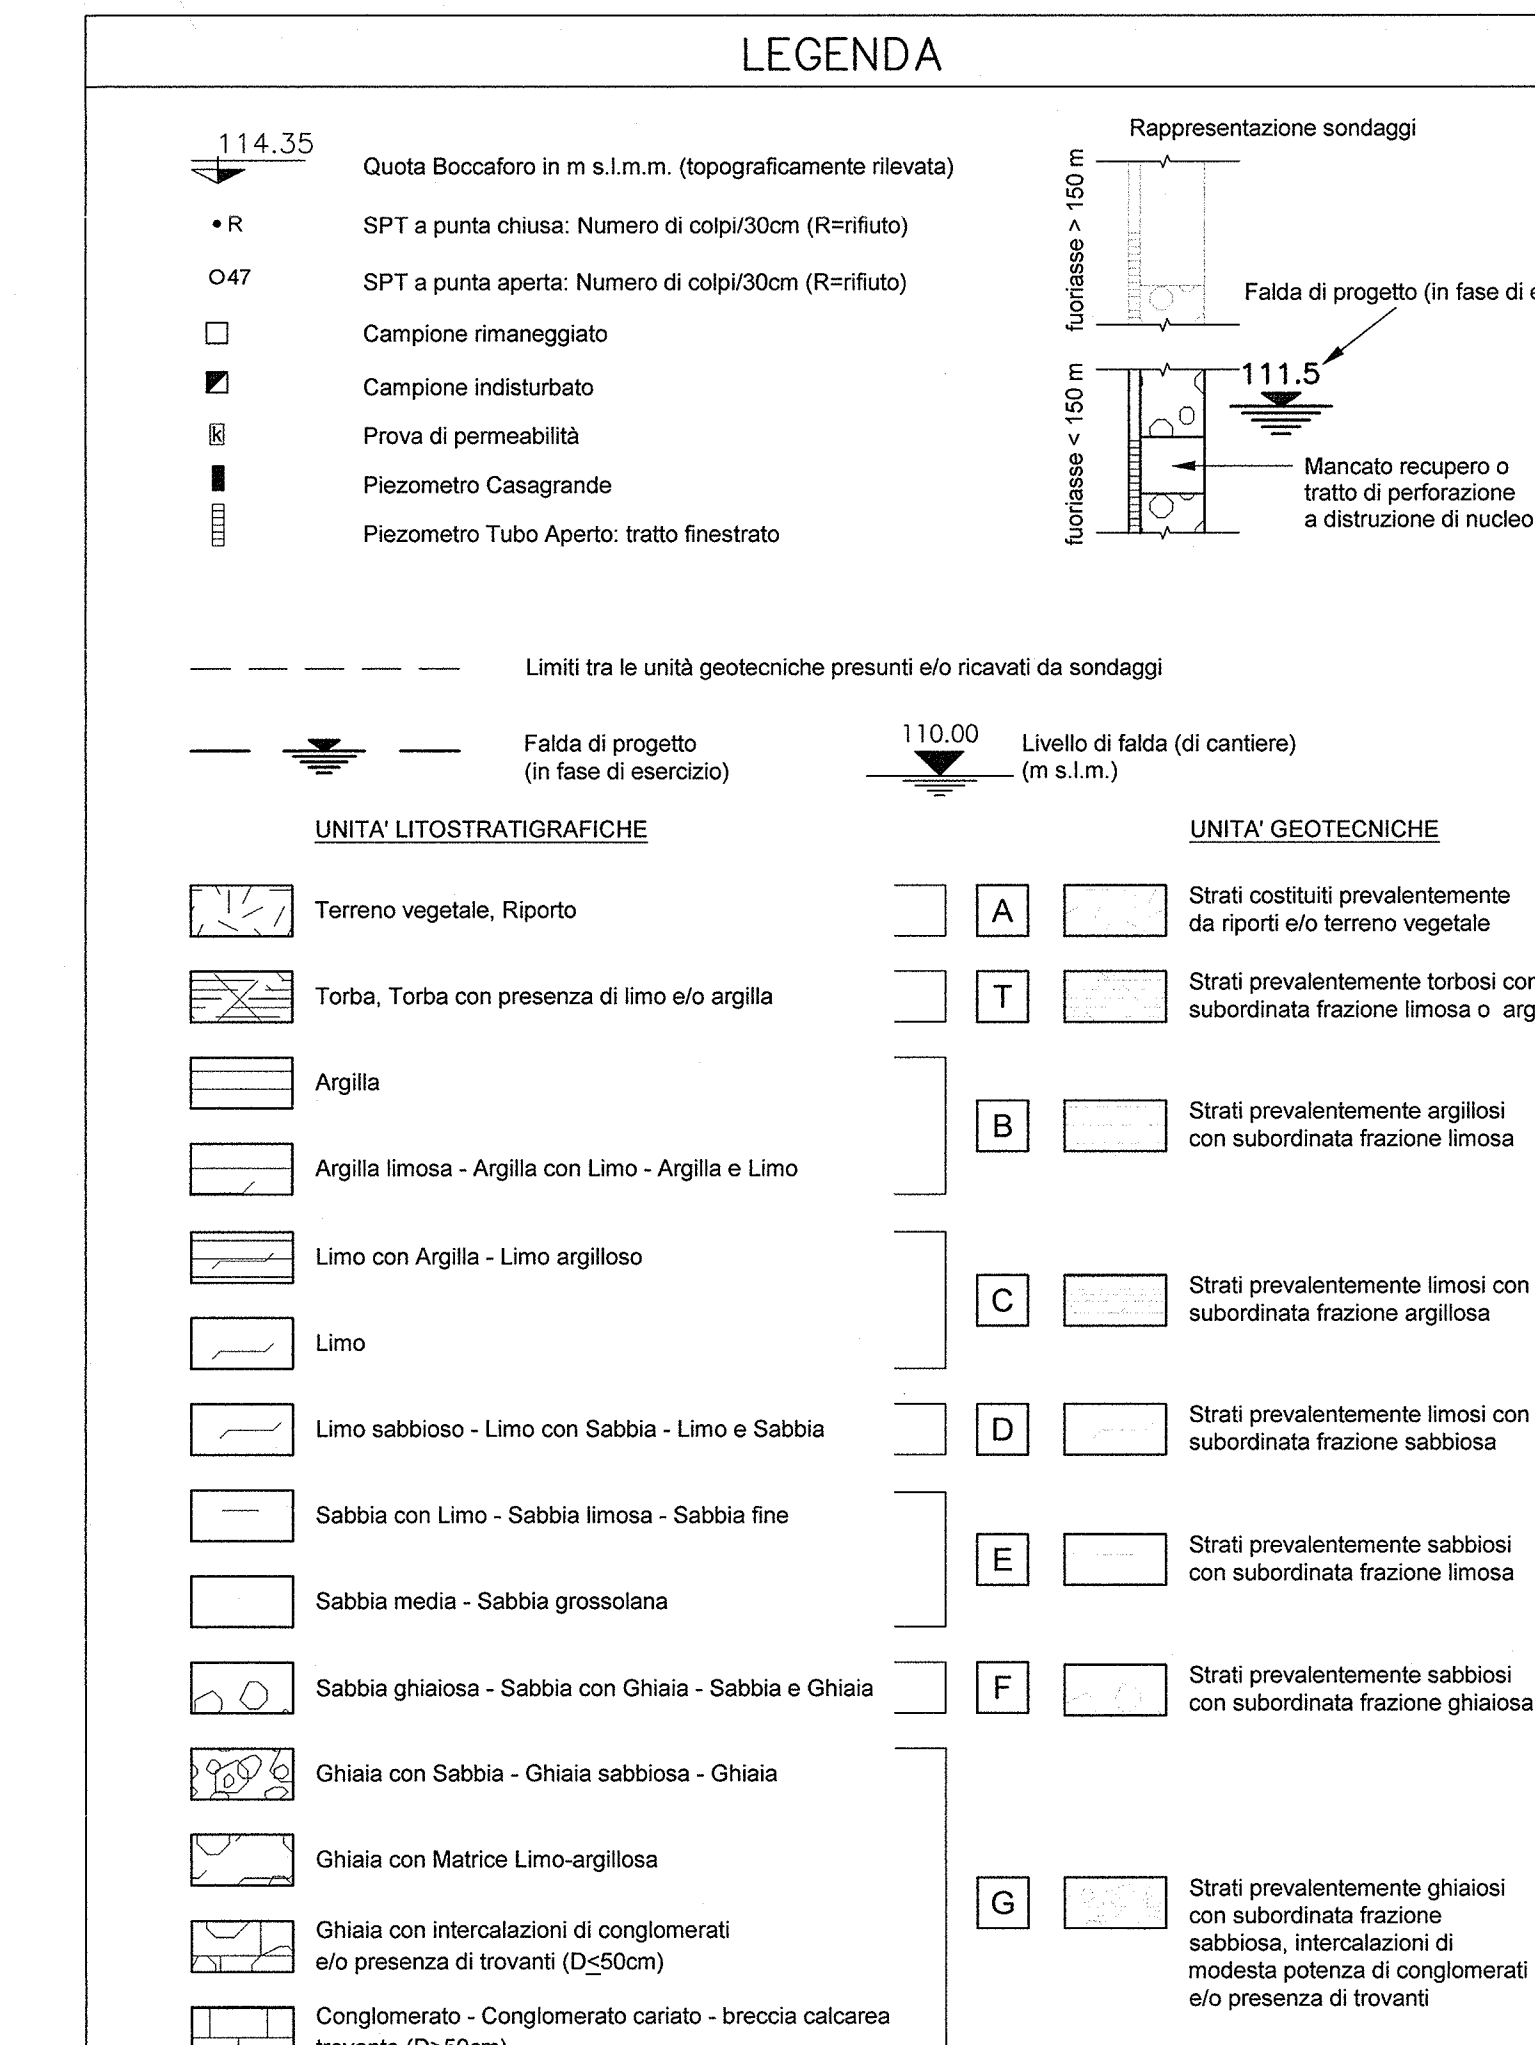 LEGENDA
114.35
Quota Boccaforo in m s.l.m.m. (topograficamente rilevata)
R
SPT a punta chiusa: Numero di colpi/30cm (R=rifiuto)
O47
SPT a punta aperta: Numero di colpi/30cm (R=rifiuto)
Campione rimaneggiato
Campione indisturbato
k
Prova di permeabilità
Piezometro Casagrande
Piezometro Tubo Aperto: tratto finestrato
Rappresentazione sondaggi
fuoriasse > 150 m
Falda di progetto (in fase di
fuoriasse < 150 m
111.5
Mancato recupero o
tratto di perforazione
a distruzione di nucleo
Limiti tra le unità geotecniche presunti e/o ricavati da sondaggi
Falda di progetto
(in fase di esercizio)
110.00
Livello di falda (di cantiere)
(m s.l.m.)
UNITA' LITOSTRATIGRAFICHE
UNITA' GEOTECNICHE
Terreno vegetale, Riporto
A
Strati costituiti prevalentemente
da riporti e/o terreno vegetale
Torba, Torba con presenza di limo e/o argilla
T
Strati prevalentemente torbosi con
subordinata frazione limosa o
Argilla
Argilla limosa - Argilla con Limo - Argilla e Limo
B
Strati prevalentemente argillosi
con subordinata frazione limosa
Limo con Argilla - Limo argilloso
Limo
C
Strati prevalentemente limosi con
subordinata frazione argillosa
Limo sabbioso - Limo con Sabbia - Limo e Sabbia
D
Strati prevalentemente limosi con
subordinata frazione sabbiosa
Sabbia con Limo - Sabbia limosa - Sabbia fine
Sabbia media - Sabbia grossolana
E
Strati prevalentemente sabbiosi
con subordinata frazione limosa
Sabbia ghiaiosa - Sabbia con Ghiaia - Sabbia e Ghiaia
F
Strati prevalentemente sabbiosi
con subordinata frazione ghiaiosa
Ghiaia con Sabbia - Ghiaia sabbiosa - Ghiaia
Ghiaia con Matrice Limo-argillosa
Ghiaia con intercalazioni di conglomerati
e/o presenza di trovanti (D≤50cm)
Conglomerato - Conglomerato cariato - breccia calcarea
G
Strati prevalentemente ghiaiosi
con subordinata frazione
sabbiosa, intercalazioni di
modesta potenza di conglomerati
e/o presenza di trovanti